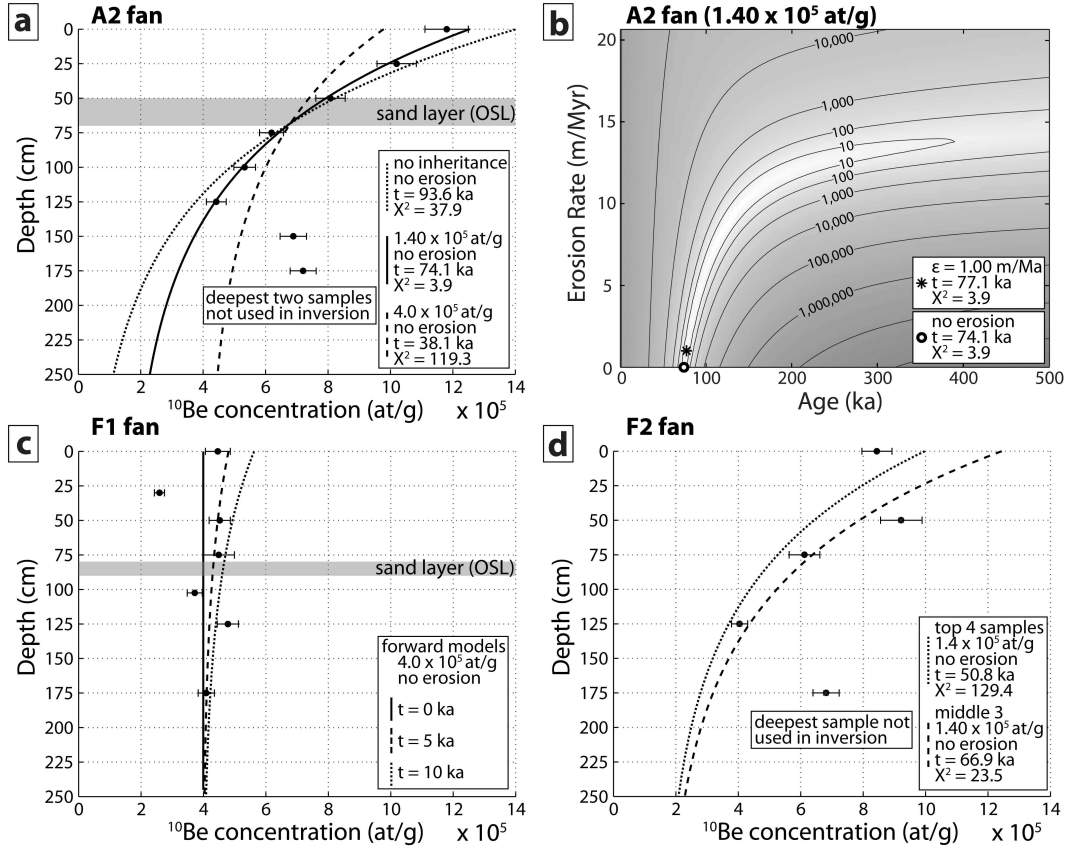 a
A2 fan
0
25
50
75
100
125
150
175
200
225
250
Depth (cm)
sand layer (OSL)
no inheritance
no erosion
t = 93.6 ka
X² = 37.9
1.40 x 10⁵ at/g
no erosion
t = 74.1 ka
X² = 3.9
4.0 x 10⁵ at/g
no erosion
t = 38.1 ka
X² = 119.3
deepest two samples
not used in inversion
0 2 4 6 8 10 12 14
¹⁰Be concentration (at/g) x 10⁵
b
A2 fan (1.40 x 10⁵ at/g)
20
15
10
5
0
Erosion Rate (m/Myr)
10,000
1,000
100
10
10
100
1,000
10,000
100,000
1,000,000
ε = 1.00 m/Ma
t = 77.1 ka
X² = 3.9
no erosion
t = 74.1 ka
X² = 3.9
0 100 200 300 400 500
Age (ka)
c
F1 fan
0
25
50
75
100
125
150
175
200
225
250
Depth (cm)
sand layer (OSL)
forward models
4.0 x 10⁵ at/g
no erosion
t = 0 ka
t = 5 ka
t = 10 ka
0 2 4 6 8 10 12 14
¹⁰Be concentration (at/g) x 10⁵
d
F2 fan
0
25
50
75
100
125
150
175
200
225
250
Depth (cm)
top 4 samples
1.4 x 10⁵ at/g
no erosion
t = 50.8 ka
X² = 129.4
middle 3
1.40 x 10⁵ at/g
no erosion
t = 66.9 ka
X² = 23.5
deepest sample not
used in inversion
0 2 4 6 8 10 12 14
¹⁰Be concentration (at/g) x 10⁵